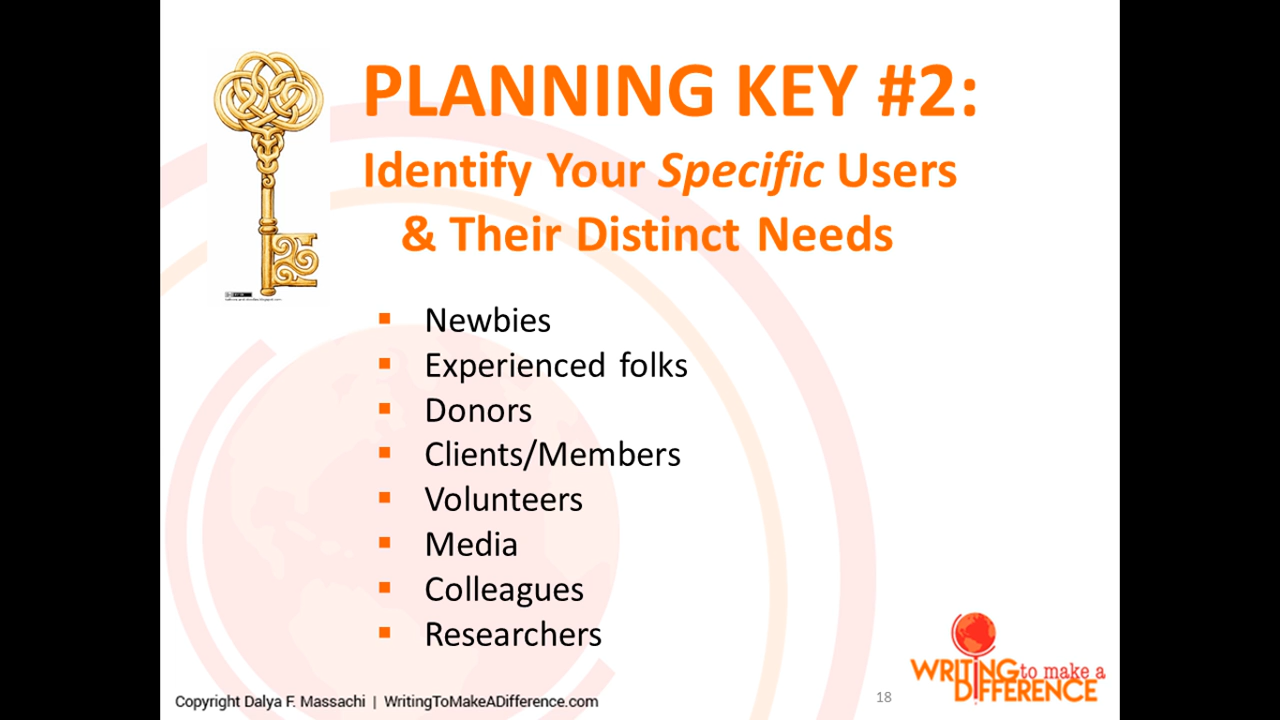 PLANNING KEY #2:
Identify Your Specific Users
& Their Distinct Needs
Newbies
Experienced folks
Donors
Clients/Members
Volunteers
Media
Colleagues
Researchers
WRITING to make a
DIFFERENCE
Copyright Dalya F. Massachi | WritingToMakeADifference.com
18